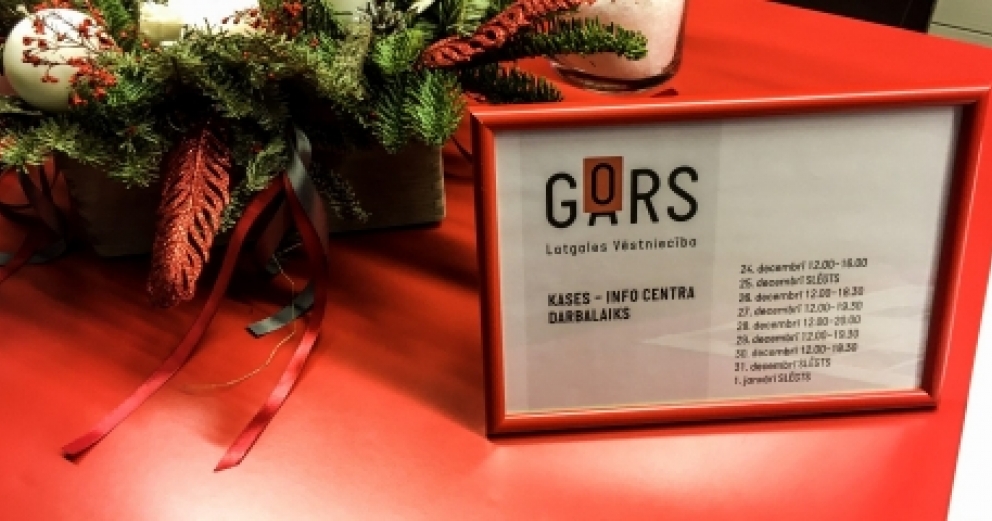 GORS
Latgales Vēstniecība
KASES - INFO CENTRA
DARBALAIKS
24. decembrī 12.00-16.00
25. decembrī SLĒGTS
26. decembrī 12.00-18.30
27. decembrī 12.00-19.30
28. decembrī 12.00-20.00
29. decembrī 12.00-19.30
30. decembrī 12.00-18.30
31. decembrī SLĒGTS
1. janvārī SLĒGTS